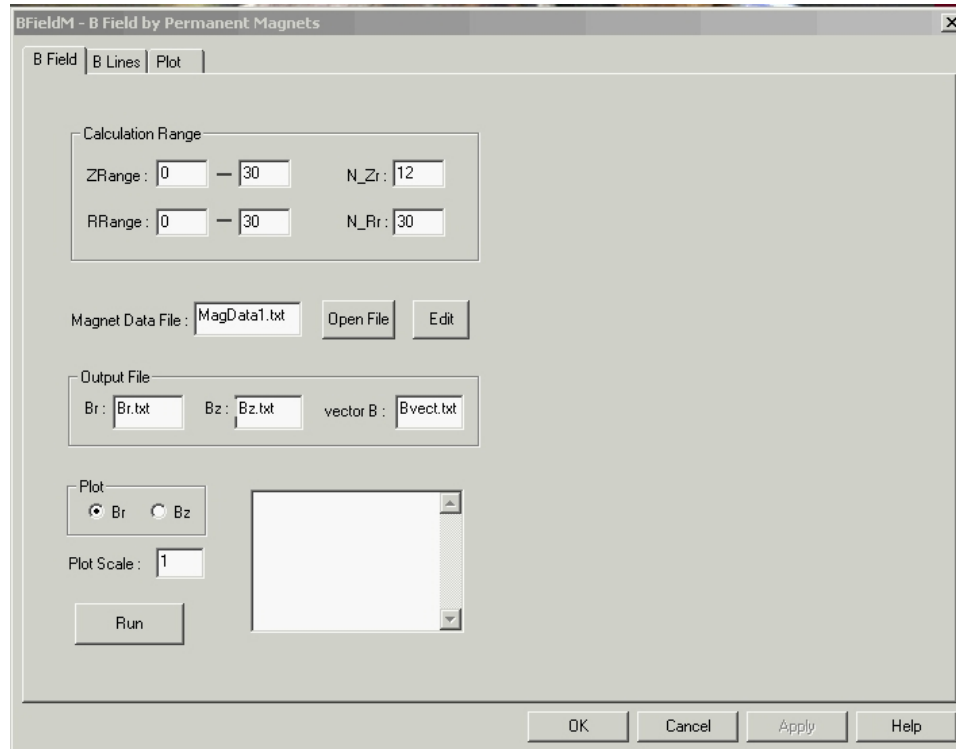 BFieldM - B Field by Permanent Magnets
B Field B Lines Plot
Calculation Range
ZRange : 0 — 30 N_Zr : 12
RRange : 0 — 30 N_Rr : 30
Magnet Data File : MagData1.txt Open File Edit
Output File
Br : Br.txt Bz : Bz.txt vector B : Bvect.txt
Plot
Br Bz
Plot Scale : 1
Run
OK Cancel Apply Help